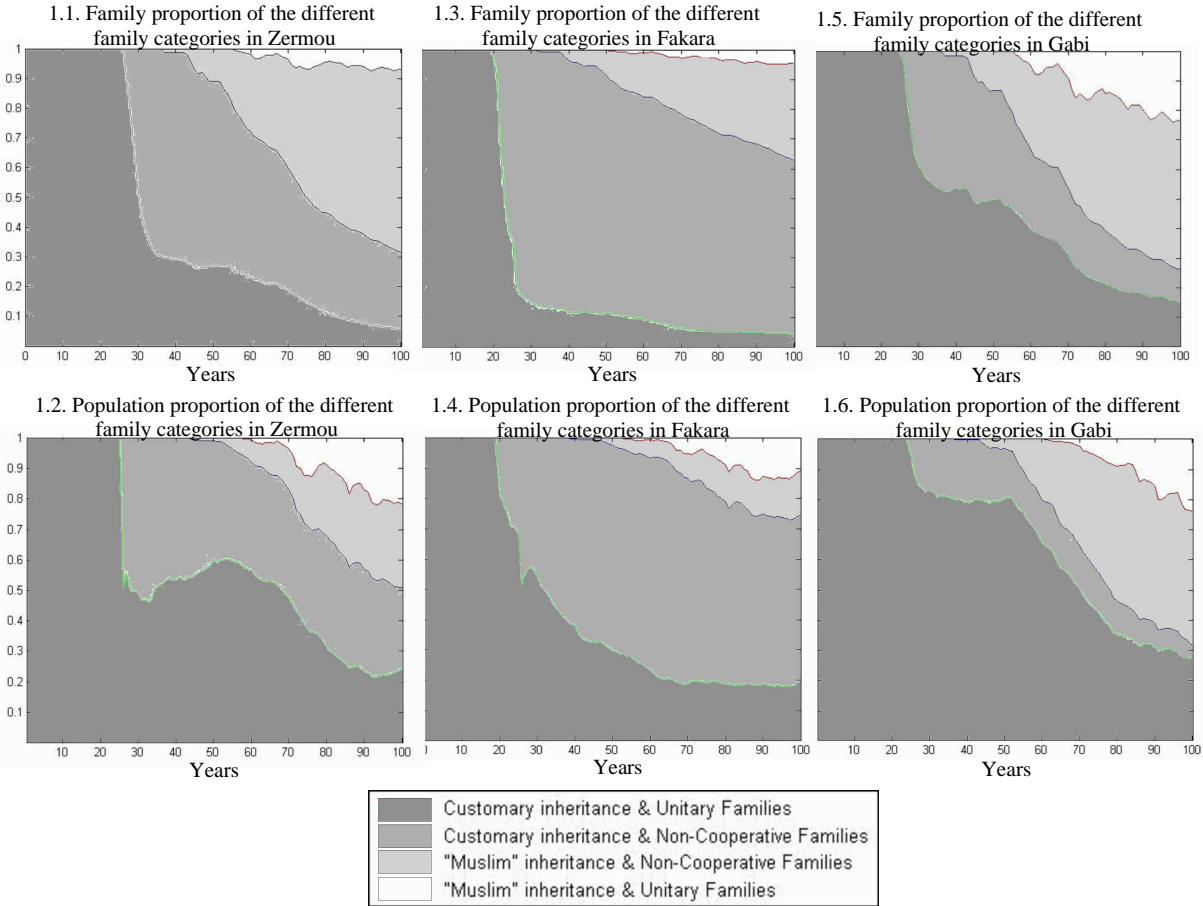 1.1. Family proportion of the different
family categories in Zermou
1
0.9
0.8
0.7
0.6
0.5
0.4
0.3
0.2
0.1
0 10 20 30 40 50 60 70 80 90 100
Years
1.3. Family proportion of the different
family categories in Fakara
10 20 30 40 50 60 70 80 90 100
Years
1.5. Family proportion of the different
family categories in Gabi
10 20 30 40 50 60 70 80 90 100
Years
1.2. Population proportion of the different
family categories in Zermou
1
0.9
0.8
0.7
0.6
0.5
0.4
0.3
0.2
0.1
10 20 30 40 50 60 70 80 90 100
Years
1.4. Population proportion of the different
family categories in Fakara
0 10 20 30 40 50 60 70 80 90 100
Years
1.6. Population proportion of the different
family categories in Gabi
10 20 30 40 50 60 70 80 90 100
Years
Customary inheritance & Unitary Families
Customary inheritance & Non-Cooperative Families
"Muslim" inheritance & Non-Cooperative Families
"Muslim" inheritance & Unitary Families